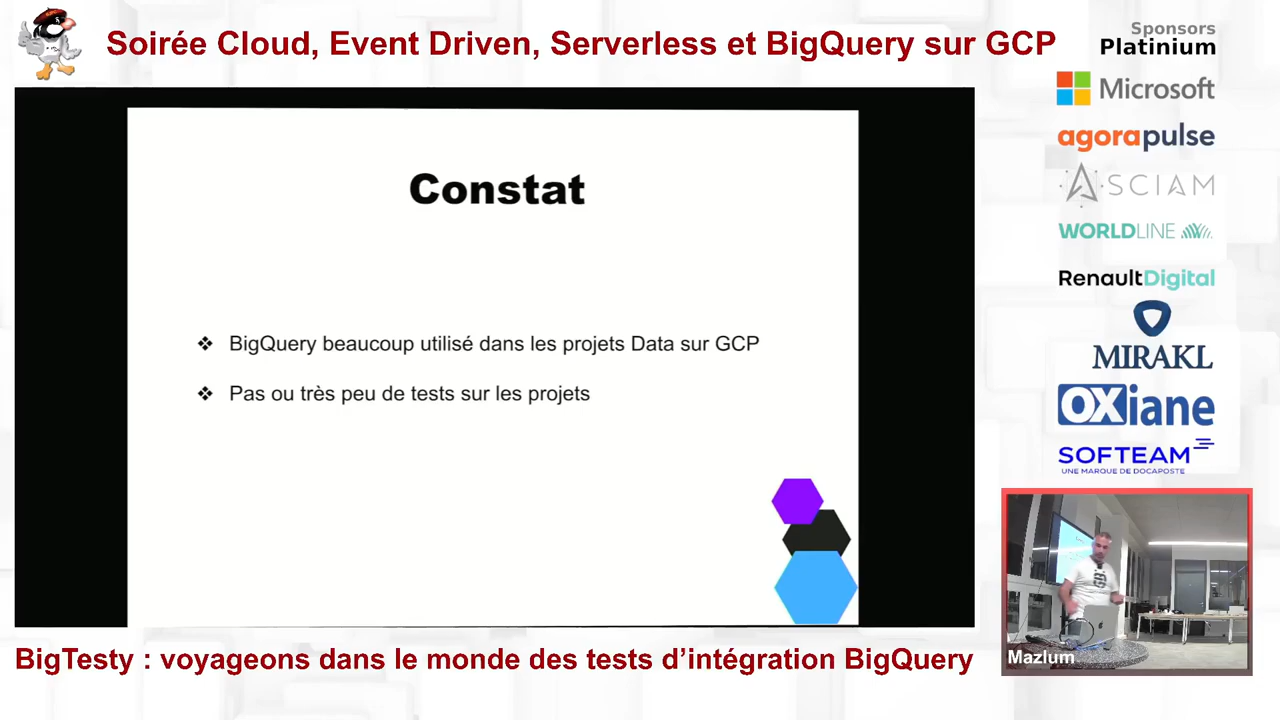 Soirée Cloud, Event Driven, Serverless et BigQuery sur GCP
Sponsors
Platinium
Microsoft
agorapulse
ASCIAM
WORLDLINE
RenaultDigital
MIRAKL
OXiane
SOFTEAM
UNE MARQUE DE DOCAPOSTE
Constat
❖ BigQuery beaucoup utilisé dans les projets Data sur GCP
❖ Pas ou très peu de tests sur les projets
Mazlum
BigTesty : voyageons dans le monde des tests d’intégration BigQuery